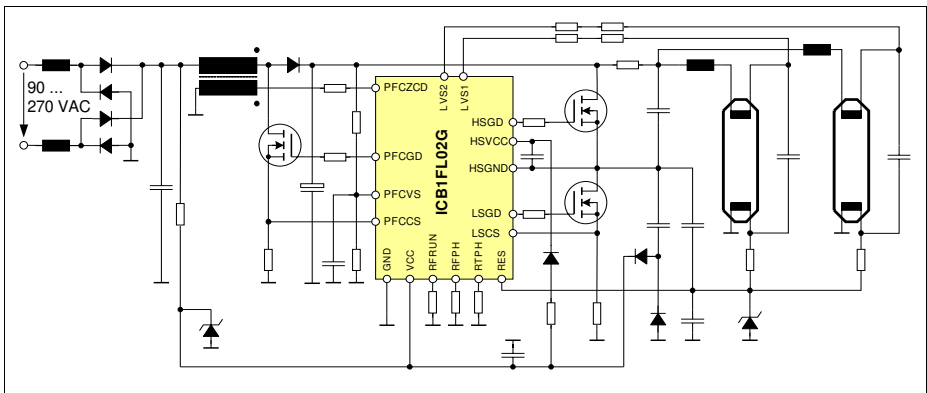 90 ...
270 VAC
LVS2
LVS1
PFCZCD
HSGD
HSVCC
PFCGD
HSGND
ICB1FL02G
PFCVS
LSGD
PFCCS
LSCS
GND
VCC
RFRUN
RFPH
RTPH
RES